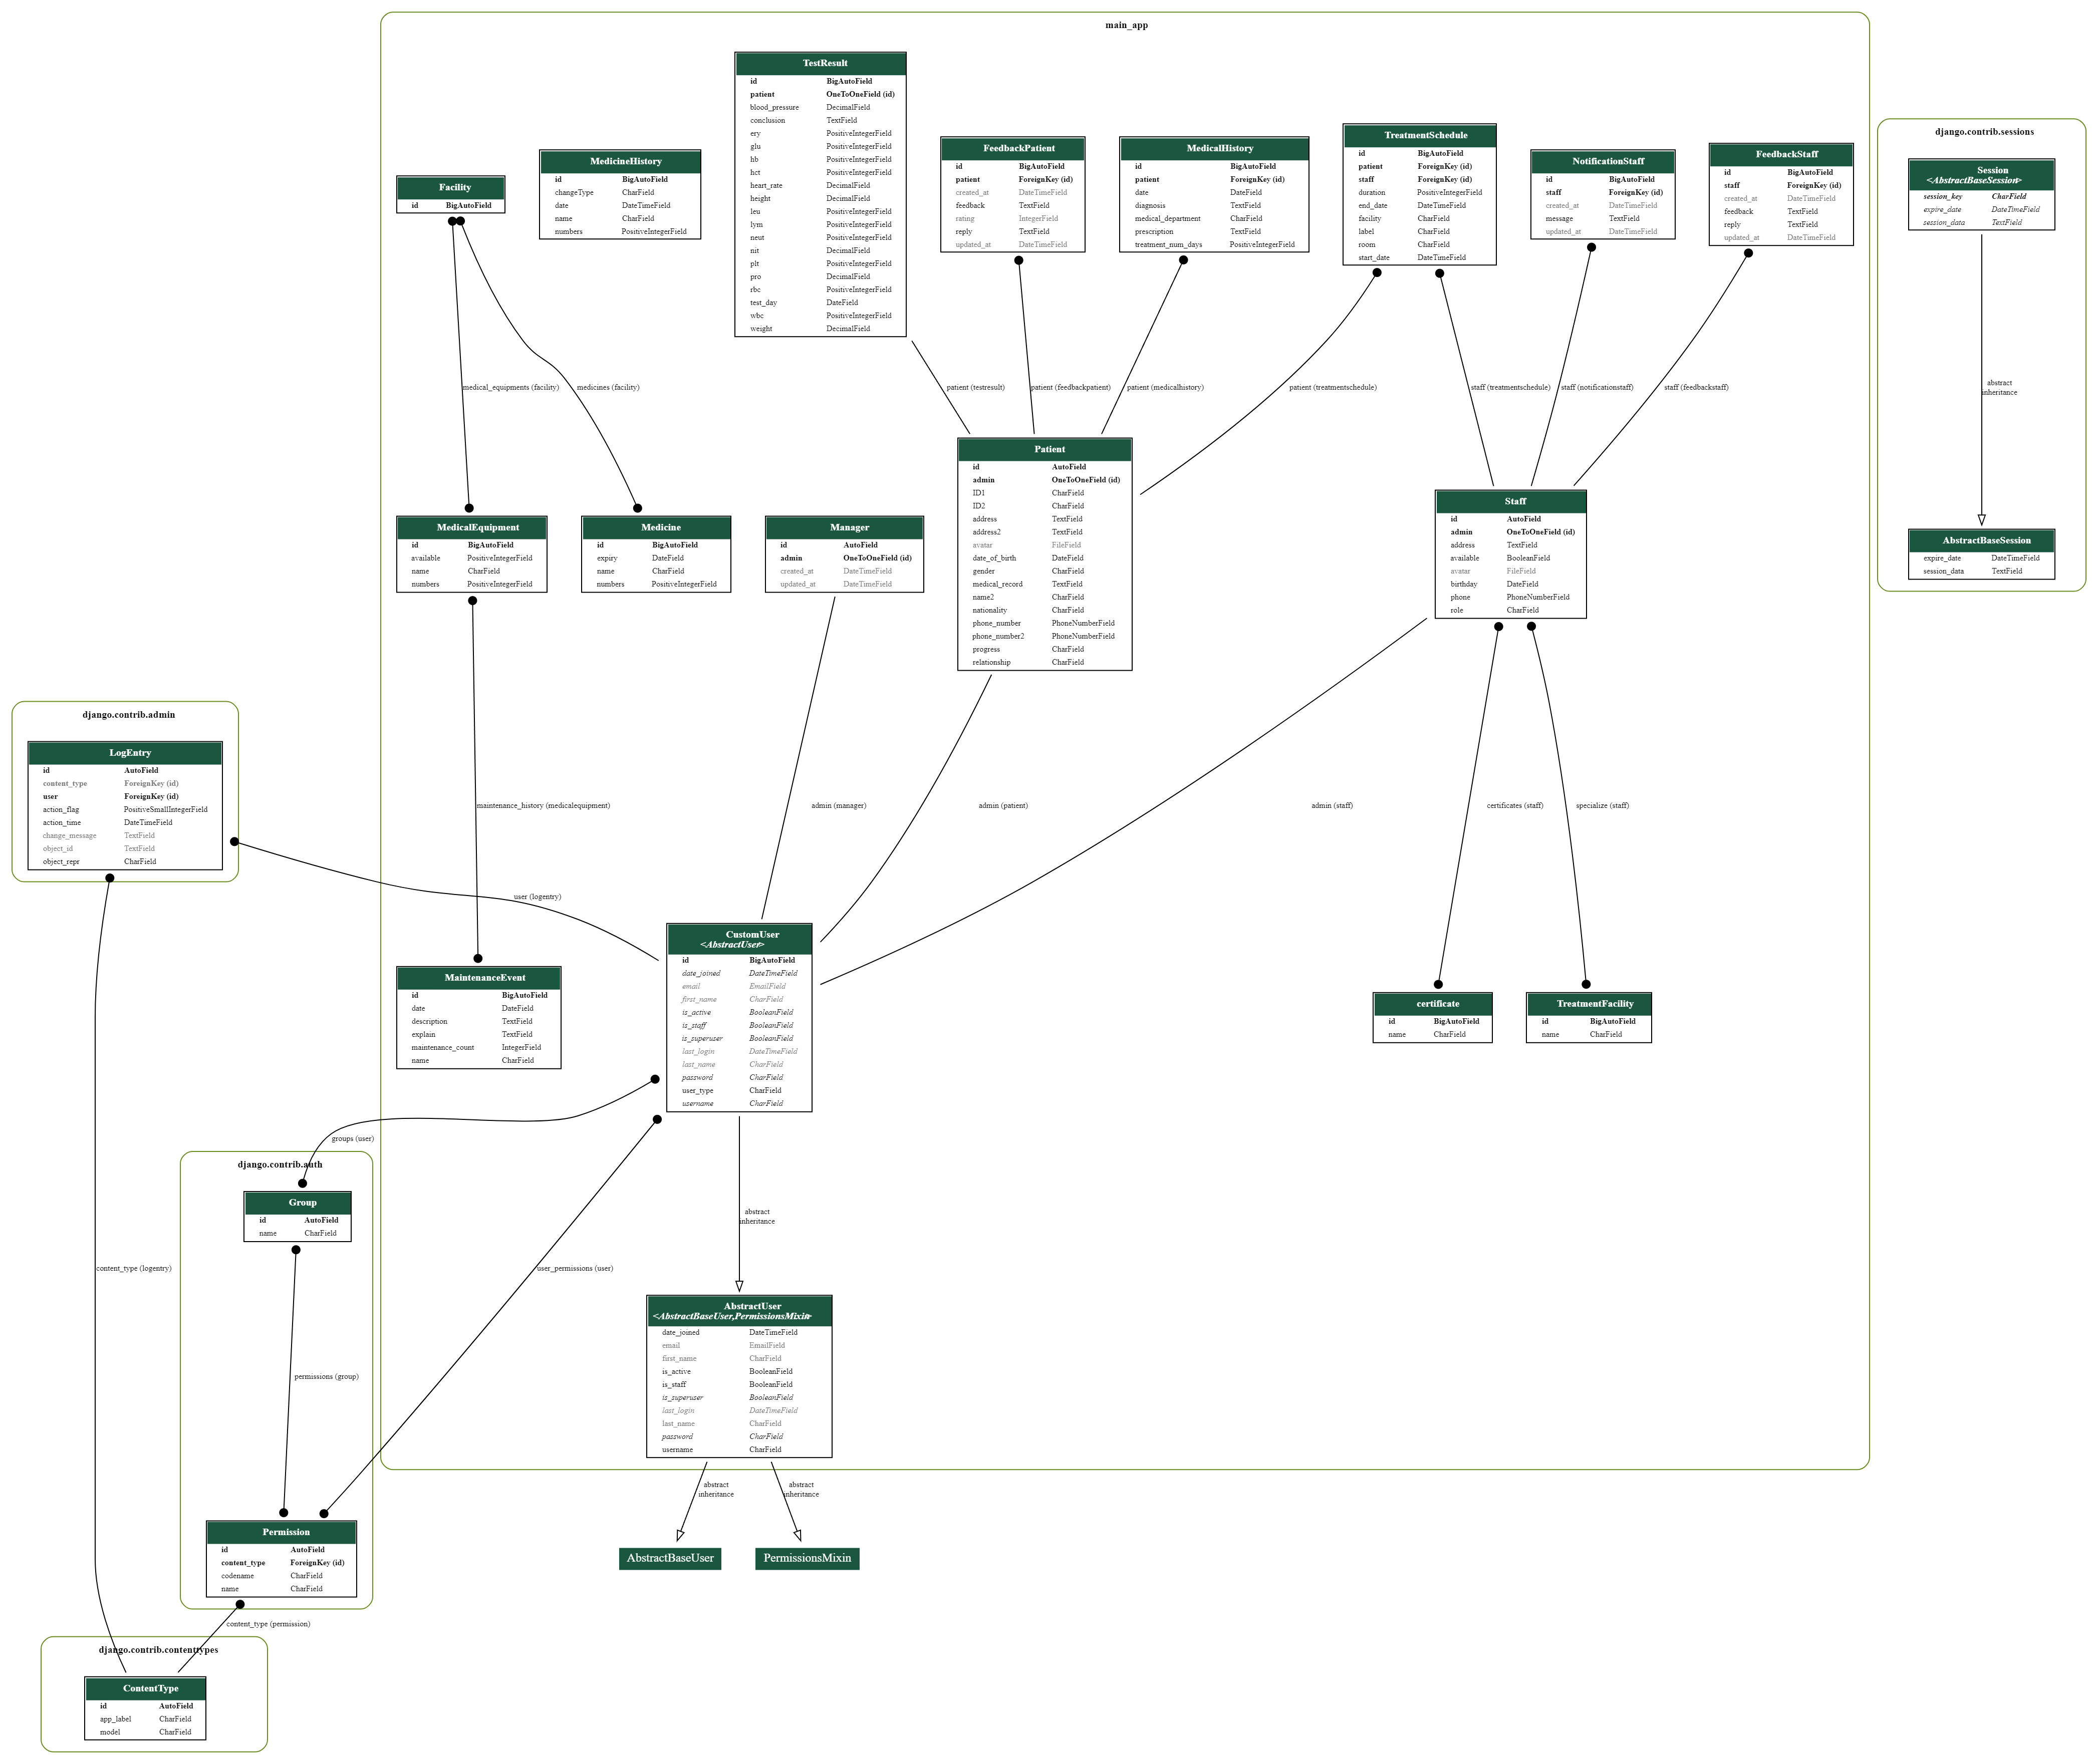 main_app
TestResult
id BigAutoField
patient OneToOneField (id)
blood_pressure DecimalField
conclusion TextField
ery PositiveIntegerField
glu PositiveIntegerField
hb PositiveIntegerField
hct PositiveIntegerField
heart_rate DecimalField
height DecimalField
leu PositiveIntegerField
lym PositiveIntegerField
neut PositiveIntegerField
nit DecimalField
plt PositiveIntegerField
pro DecimalField
rbc PositiveIntegerField
test_day DateField
wbc PositiveIntegerField
weight DecimalField
Facility
id BigAutoField
MedicineHistory
id BigAutoField
changeType CharField
date DateTimeField
name CharField
numbers PositiveIntegerField
FeedbackPatient
id BigAutoField
patient ForeignKey (id)
created_at DateTimeField
feedback TextField
rating IntegerField
reply TextField
updated_at DateTimeField
MedicalHistory
id BigAutoField
patient ForeignKey (id)
date DateField
diagnosis TextField
medical_department CharField
prescription TextField
treatment_num_days PositiveIntegerField
TreatmentSchedule
id BigAutoField
patient ForeignKey (id)
staff ForeignKey (id)
duration PositiveIntegerField
end_date DateTimeField
facility CharField
label CharField
room CharField
start_date DateTimeField
NotificationStaff
id BigAutoField
staff ForeignKey (id)
created_at DateTimeField
message TextField
updated_at DateTimeField
FeedbackStaff
id BigAutoField
staff ForeignKey (id)
created_at DateTimeField
feedback TextField
reply TextField
updated_at DateTimeField
django.contrib.sessions
Session
<AbstractBaseSession>
session_key CharField
expire_date DateTimeField
session_data TextField
medical_equipments (facility)
medicines (facility)
patient (testresult)
patient (feedbackpatient)
patient (medicalhistory)
patient (treatmentschedule)
staff (treatmentschedule)
staff (notificationstaff)
staff (feedbackstaff)
abstract
inheritance
MedicalEquipment
id BigAutoField
available PositiveIntegerField
name CharField
numbers PositiveIntegerField
Medicine
id BigAutoField
expiry DateField
name CharField
numbers PositiveIntegerField
Manager
id AutoField
admin OneToOneField (id)
created_at DateTimeField
updated_at DateTimeField
Patient
id AutoField
admin OneToOneField (id)
ID1 CharField
ID2 CharField
address TextField
address2 TextField
avatar FileField
date_of_birth DateField
gender CharField
medical_record TextField
name2 CharField
nationality CharField
phone_number PhoneNumberField
phone_number2 PhoneNumberField
progress CharField
relationship CharField
Staff
id AutoField
admin OneToOneField (id)
address TextField
available BooleanField
avatar FileField
birthday DateField
phone PhoneNumberField
role CharField
AbstractBaseSession
expire_date DateTimeField
session_data TextField
django.contrib.admin
LogEntry
id AutoField
content_type ForeignKey (id)
user ForeignKey (id)
action_flag PositiveSmallIntegerField
action_time DateTimeField
change_message TextField
object_id TextField
object_repr CharField
maintenance_history (medicalequipment)
admin (manager)
admin (patient)
admin (staff)
certificates (staff)
specialize (staff)
user (logentry)
MaintenanceEvent
id BigAutoField
date DateField
description TextField
explain TextField
maintenance_count IntegerField
name CharField
CustomUser
<AbstractUser>
id BigAutoField
date_joined DateTimeField
email EmailField
first_name CharField
is_active BooleanField
is_staff BooleanField
is_superuser BooleanField
last_login DateTimeField
last_name CharField
password CharField
user_type CharField
username CharField
certificate
id BigAutoField
name CharField
TreatmentFacility
id BigAutoField
name CharField
groups (user)
django.contrib.auth
Group
id AutoField
name CharField
abstract
inheritance
content_type (logentry)
user_permissions (user)
permissions (group)
AbstractUser
<AbstractBaseUser,PermissionsMixin>
date_joined DateTimeField
email EmailField
first_name CharField
is_active BooleanField
is_staff BooleanField
is_superuser BooleanField
last_login DateTimeField
last_name CharField
password CharField
username CharField
abstract
inheritance
abstract
inheritance
Permission
id AutoField
content_type ForeignKey (id)
codename CharField
name CharField
AbstractBaseUser
PermissionsMixin
content_type (permission)
django.contrib.contenttypes
ContentType
id AutoField
app_label CharField
model CharField